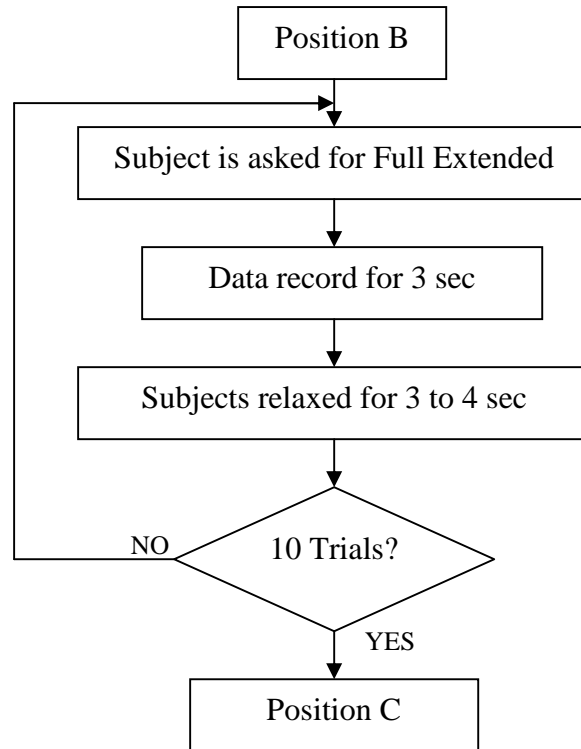 Position B
Subject is asked for Full Extended
Data record for 3 sec
Subjects relaxed for 3 to 4 sec
10 Trials?
NO
YES
Position C